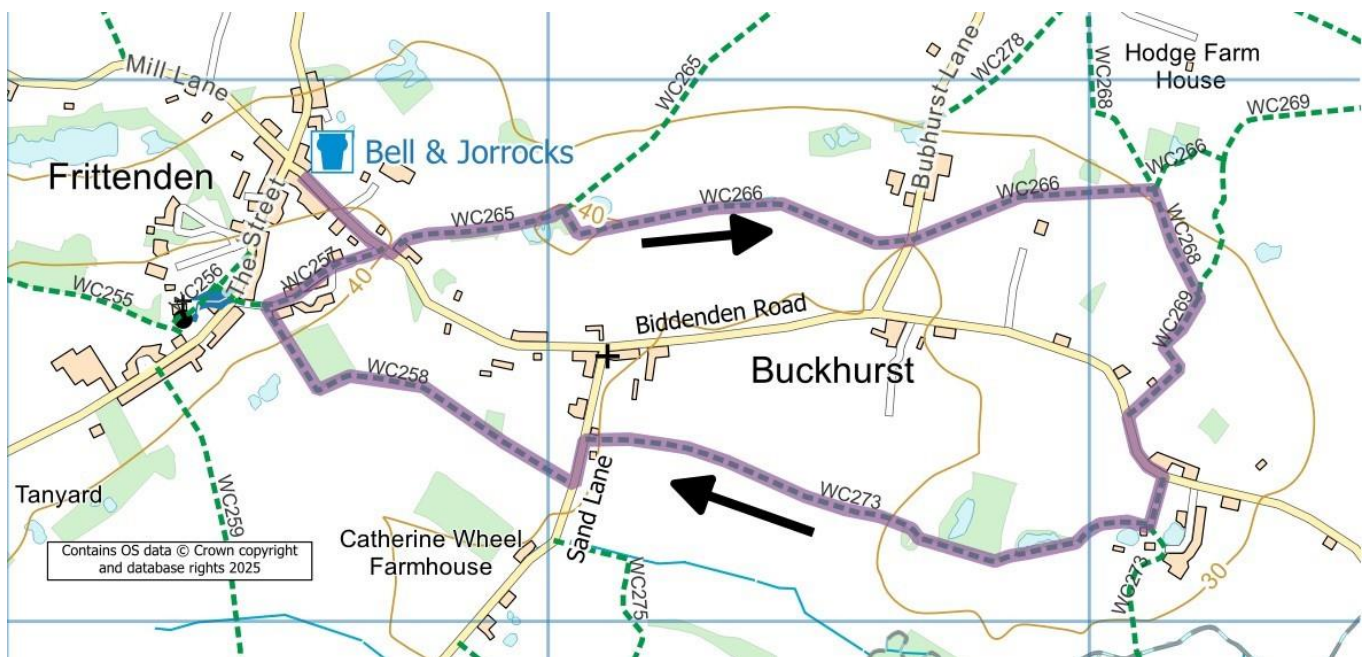 Mill Lane
WC265
Bubhurst Lane
WC278
WC268
Hodge Farm
House
WC269
Bell & Jorrocks
Frittenden
The Street
WC265
40
WC266
WC266
WC266
WC268
WC257
WC256
WC255
40
WC269
Biddenden Road
Buckhurst
WC258
Tanyard
WC259
Sand Lane
WC273
Catherine Wheel
Farmhouse
Contains OS data © Crown copyright
and database rights 2025
WC275
WC273
30